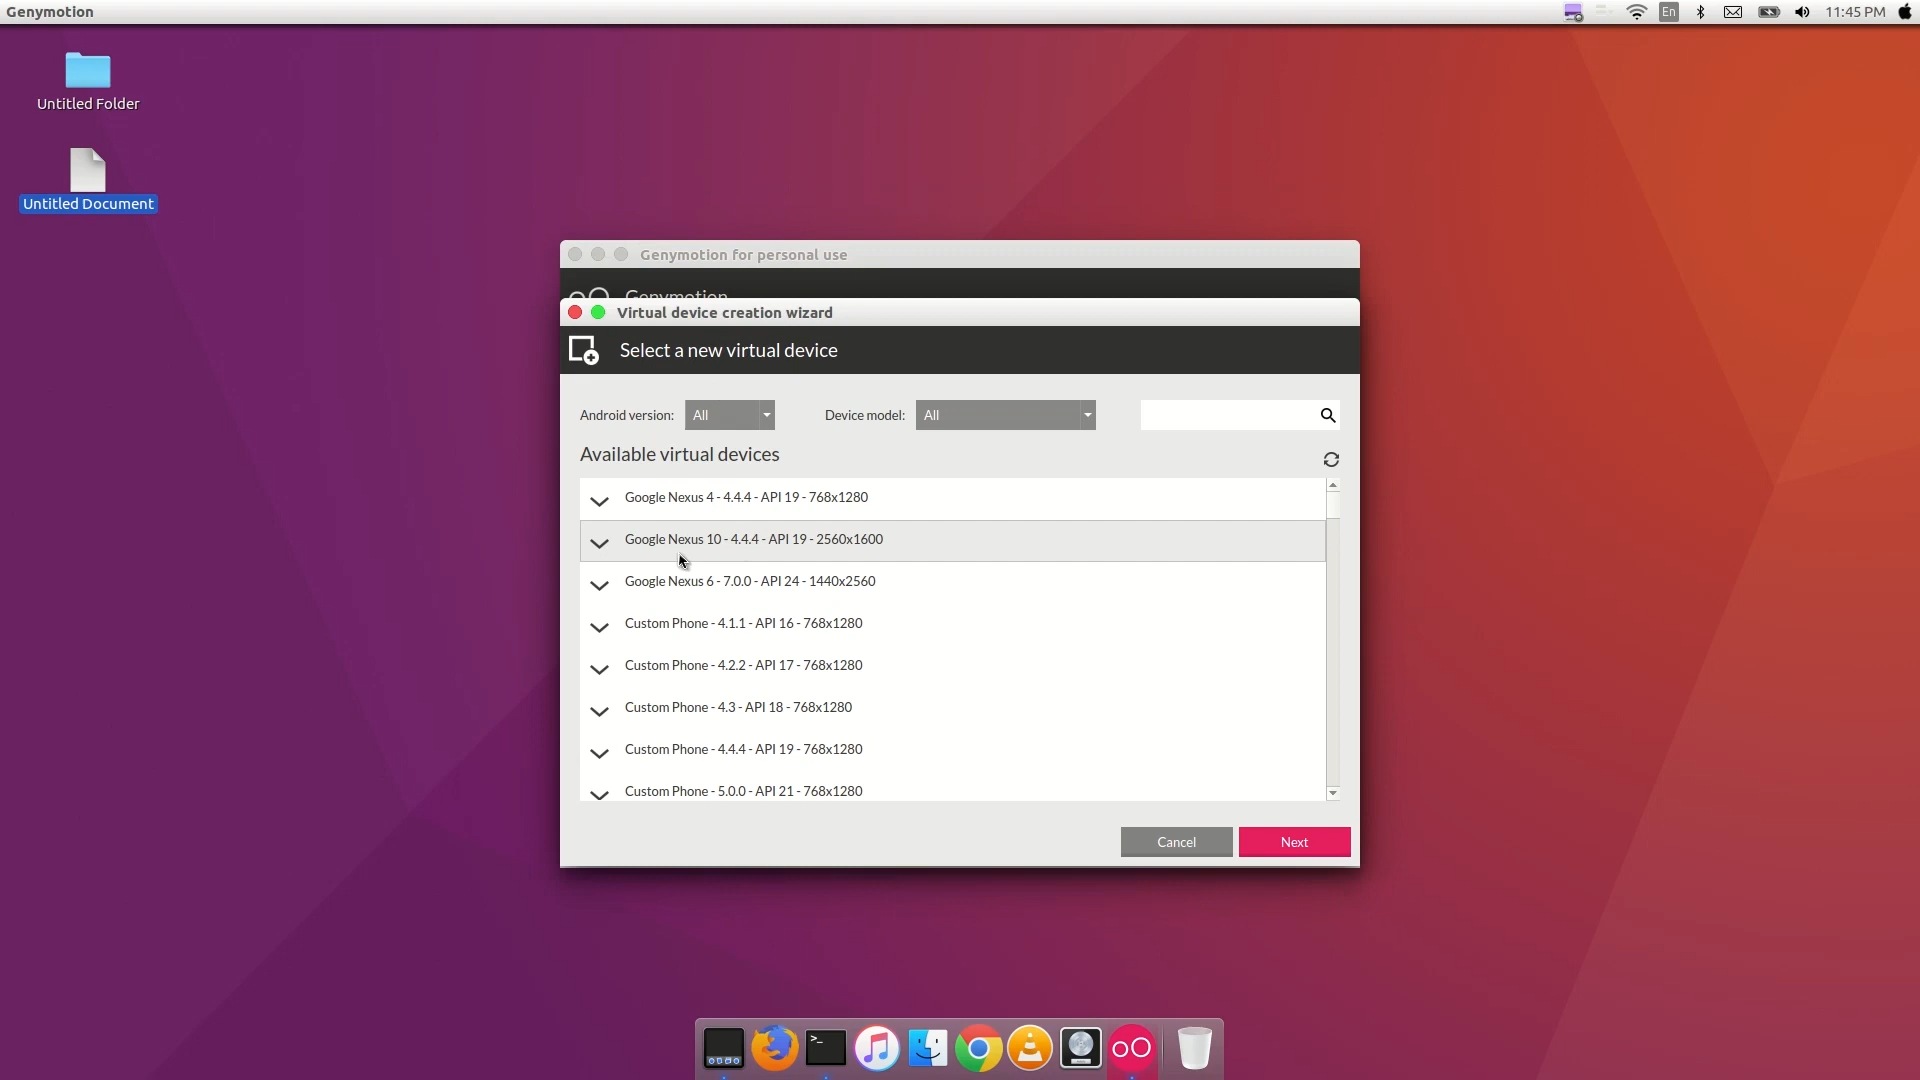 Genymotion
En
11:45 PM
Untitled Folder
Untitled Document
Genymotion for personal use
Genymotion
Virtual device creation wizard
Select a new virtual device
Android version: All Device model: All
Available virtual devices
Google Nexus 4 - 4.4.4 - API 19 - 768x1280
Google Nexus 10 - 4.4.4 - API 19 - 2560x1600
Google Nexus 6 - 7.0.0 - API 24 - 1440x2560
Custom Phone - 4.1.1 - API 16 - 768x1280
Custom Phone - 4.2.2 - API 17 - 768x1280
Custom Phone - 4.3 - API 18 - 768x1280
Custom Phone - 4.4.4 - API 19 - 768x1280
Custom Phone - 5.0.0 - API 21 - 768x1280
Cancel Next